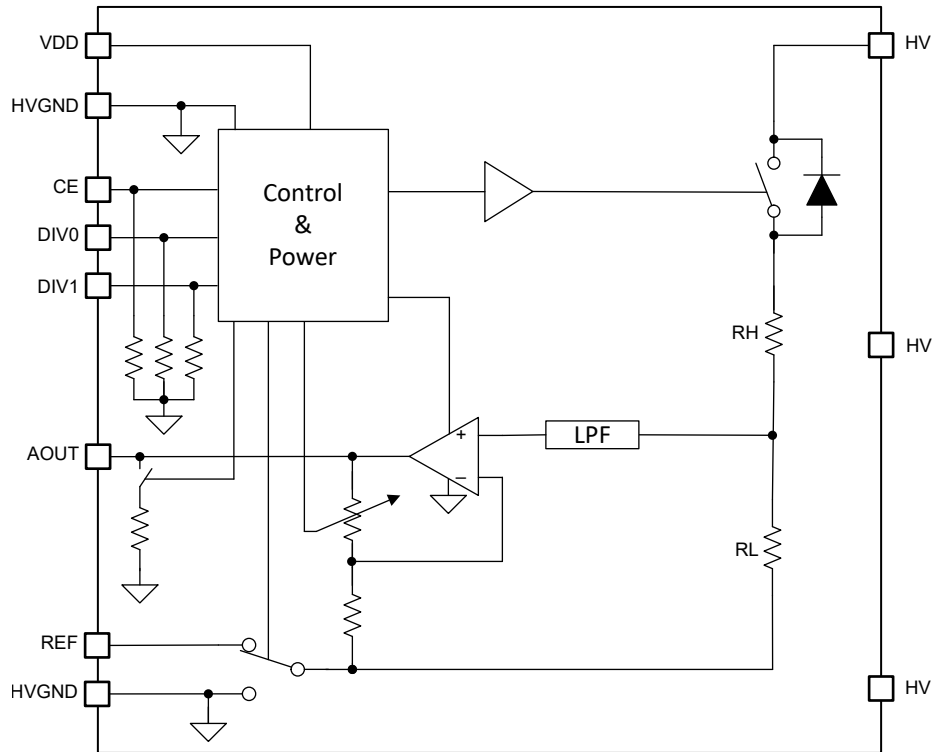 VDD
HV
HVGND
CE
Control
&
Power
DIV0
DIV1
RH
HV
AOUT
+
LPF
−
RL
REF
HVGND
HV